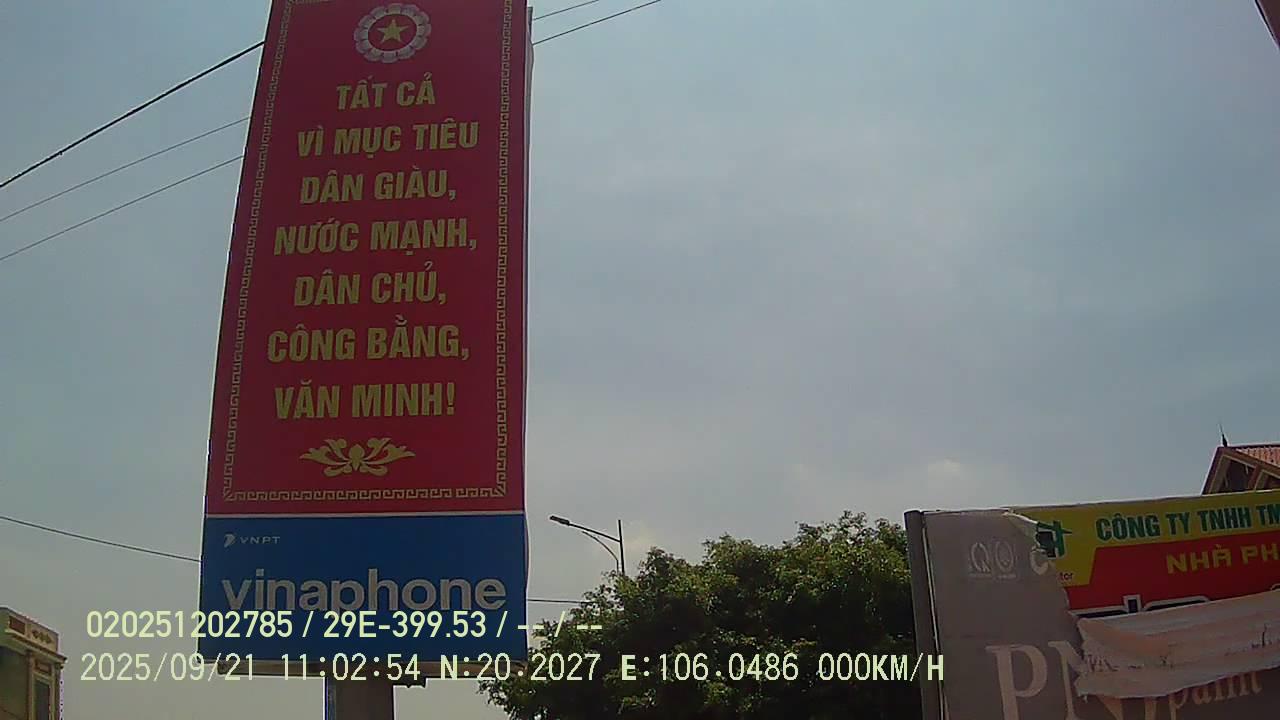 TẤT CẢ
VÌ MỤC TIÊU
DÂN GIÀU,
NƯỚC MẠNH,
DÂN CHỦ,
CÔNG BẰNG,
VĂN MINH!
VNPT
vinaphone
CÔNG TY TNHH TM
NHÀ PH
paint
020251202785 / 29E-399.53 / -- / --
2025/09/21 11:02:54 N:20.2027 E:106.0486 000KM/H